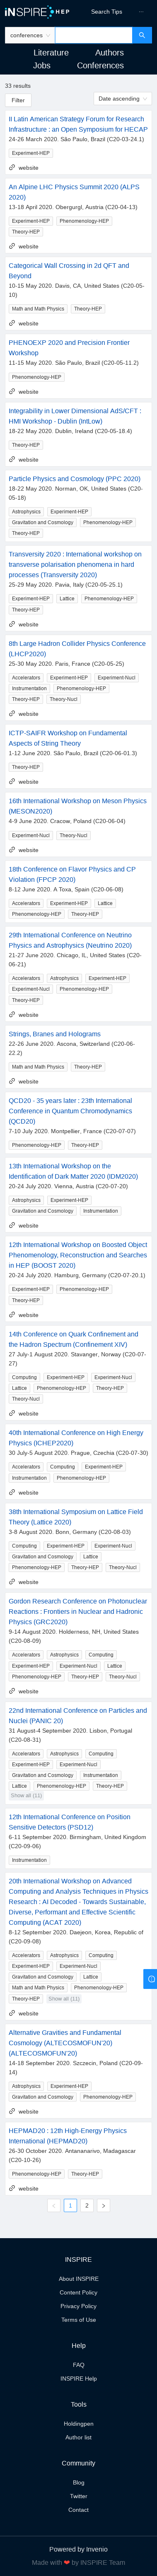 INSPIRE HEP
Search Tips
conferences
Literature
Authors
Jobs
Conferences
33 results
Filter
Date ascending
II Latin American Strategy Forum for Research Infrastructure : an Open Symposium for HECAP
24-26 March 2020. São Paulo, Brazil (C20-03-24.1)
Experiment-HEP
website
An Alpine LHC Physics Summit 2020 (ALPS 2020)
13-18 April 2020. Obergurgl, Austria (C20-04-13)
Experiment-HEP Phenomenology-HEP
Theory-HEP
website
Categorical Wall Crossing in 2d QFT and Beyond
10-15 May 2020. Davis, CA, United States (C20-05-10)
Math and Math Physics Theory-HEP
website
PHENOEXP 2020 and Precision Frontier Workshop
11-15 May 2020. São Paulo, Brazil (C20-05-11.2)
Phenomenology-HEP
website
Integrability in Lower Dimensional AdS/CFT : HMI Workshop - Dublin (IntLow)
18-22 May 2020. Dublin, Ireland (C20-05-18.4)
Theory-HEP
website
Particle Physics and Cosmology (PPC 2020)
18-22 May 2020. Norman, OK, United States (C20-05-18)
Astrophysics Experiment-HEP
Gravitation and Cosmology Phenomenology-HEP
Theory-HEP
Transversity 2020 : International workshop on transverse polarisation phenomena in hard processes (Transversity 2020)
25-29 May 2020. Pavia, Italy (C20-05-25.1)
Experiment-HEP Lattice Phenomenology-HEP
Theory-HEP
website
8th Large Hadron Collider Physics Conference (LHCP2020)
25-30 May 2020. Paris, France (C20-05-25)
Accelerators Experiment-HEP Experiment-Nucl
Instrumentation Phenomenology-HEP
Theory-HEP Theory-Nucl
website
ICTP-SAIFR Workshop on Fundamental Aspects of String Theory
1-12 June 2020. São Paulo, Brazil (C20-06-01.3)
Theory-HEP
website
16th International Workshop on Meson Physics (MESON2020)
4-9 June 2020. Cracow, Poland (C20-06-04)
Experiment-Nucl Theory-Nucl
website
18th Conference on Flavor Physics and CP Violation (FPCP 2020)
8-12 June 2020. A Toxa, Spain (C20-06-08)
Accelerators Experiment-HEP Lattice
Phenomenology-HEP Theory-HEP
29th International Conference on Neutrino Physics and Astrophysics (Neutrino 2020)
21-27 June 2020. Chicago, IL, United States (C20-06-21)
Accelerators Astrophysics Experiment-HEP
Experiment-Nucl Phenomenology-HEP
Theory-HEP
website
Strings, Branes and Holograms
22-26 June 2020. Ascona, Switzerland (C20-06-22.2)
Math and Math Physics Theory-HEP
website
QCD20 - 35 years later : 23th International Conference in Quantum Chromodynamics (QCD20)
7-10 July 2020. Montpellier, France (C20-07-07)
Phenomenology-HEP Theory-HEP
13th International Workshop on the Identification of Dark Matter 2020 (IDM2020)
20-24 July 2020. Vienna, Austria (C20-07-20)
Astrophysics Experiment-HEP
Gravitation and Cosmology Instrumentation
website
12th International Workshop on Boosted Object Phenomenology, Reconstruction and Searches in HEP (BOOST 2020)
20-24 July 2020. Hamburg, Germany (C20-07-20.1)
Experiment-HEP Phenomenology-HEP
Theory-HEP
website
14th Conference on Quark Confinement and the Hadron Spectrum (Confinement XIV)
27 July-1 August 2020. Stavanger, Norway (C20-07-27)
Computing Experiment-HEP Experiment-Nucl
Lattice Phenomenology-HEP Theory-HEP
Theory-Nucl
website
40th International Conference on High Energy Physics (ICHEP2020)
30 July-5 August 2020. Prague, Czechia (C20-07-30)
Accelerators Computing Experiment-HEP
Instrumentation Phenomenology-HEP
website
38th International Symposium on Lattice Field Theory (Lattice 2020)
3-8 August 2020. Bonn, Germany (C20-08-03)
Computing Experiment-HEP Experiment-Nucl
Gravitation and Cosmology Lattice
Phenomenology-HEP Theory-HEP Theory-Nucl
website
Gordon Research Conference on Photonuclear Reactions : Frontiers in Nuclear and Hadronic Physics (GRC2020)
9-14 August 2020. Holderness, NH, United States (C20-08-09)
Accelerators Astrophysics Computing
Experiment-HEP Experiment-Nucl Lattice
Phenomenology-HEP Theory-HEP Theory-Nucl
website
22nd International Conference on Particles and Nuclei (PANIC 20)
31 August-4 September 2020. Lisbon, Portugal (C20-08-31)
Accelerators Astrophysics Computing
Experiment-HEP Experiment-Nucl
Gravitation and Cosmology Instrumentation
Lattice Phenomenology-HEP Theory-HEP
Show all (11)
12th International Conference on Position Sensitive Detectors (PSD12)
6-11 September 2020. Birmingham, United Kingdom (C20-09-06)
Instrumentation
20th International Workshop on Advanced Computing and Analysis Techniques in Physics Research : AI Decoded - Towards Sustainable, Diverse, Performant and Effective Scientific Computing (ACAT 2020)
8-12 September 2020. Daejeon, Korea, Republic of (C20-09-08)
Accelerators Astrophysics Computing
Experiment-HEP Experiment-Nucl
Gravitation and Cosmology Lattice
Math and Math Physics Phenomenology-HEP
Theory-HEP Show all (11)
website
Alternative Gravities and Fundamental Cosmology (ALTECOSMOFUN'20) (ALTECOSMOFUN'20)
14-18 September 2020. Szczecin, Poland (C20-09-14)
Astrophysics Experiment-HEP
Gravitation and Cosmology Phenomenology-HEP
website
HEPMAD20 : 12th High-Energy Physics International (HEPMAD20)
26-30 October 2020. Antananarivo, Madagascar (C20-10-26)
Phenomenology-HEP Theory-HEP
website
1 2
INSPIRE
About INSPIRE
Content Policy
Privacy Policy
Terms of Use
Help
FAQ
INSPIRE Help
Tools
Holdingpen
Author list
Community
Blog
Twitter
Contact
Powered by Invenio
Made with ❤ by INSPIRE Team